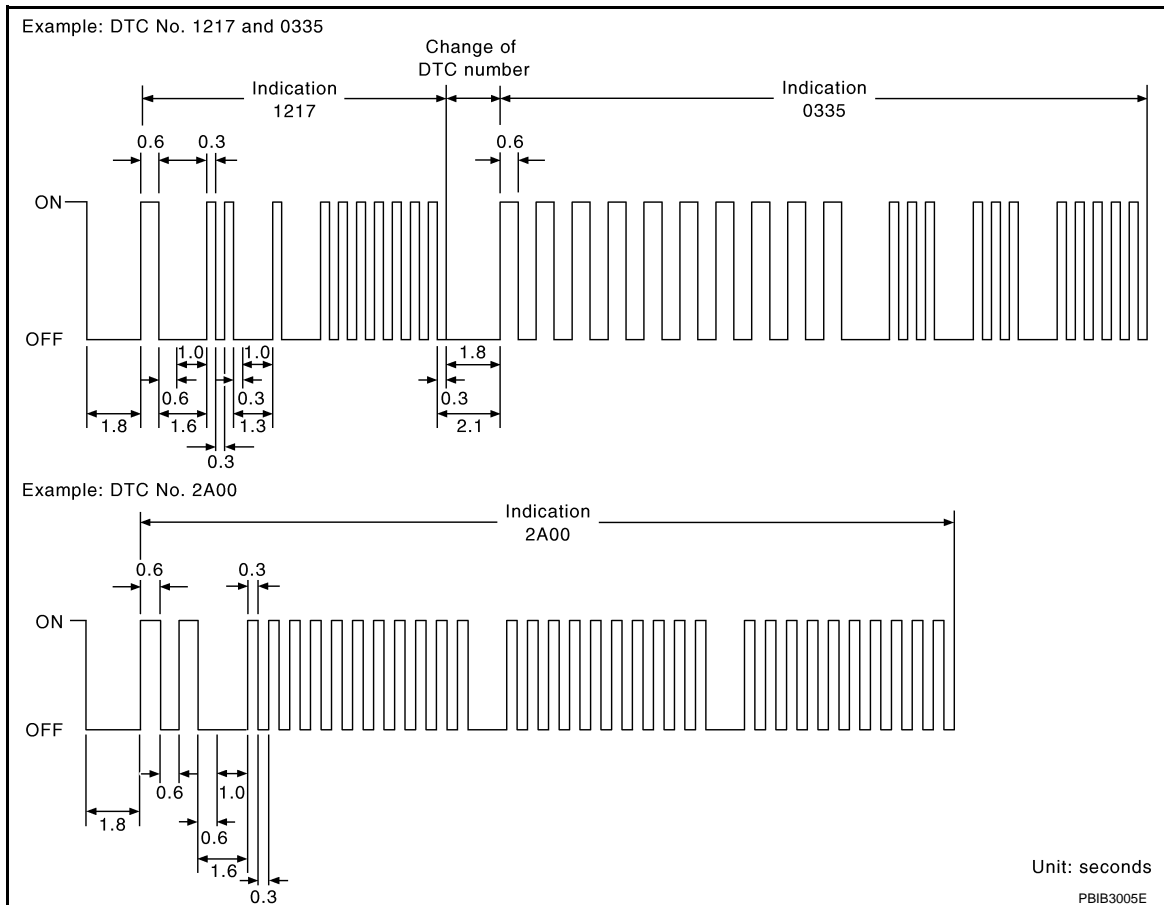 Example: DTC No. 1217 and 0335
Change of
DTC number
Indication
1217
Indication
0335
0.6
0.3
0.6
ON
OFF
1.0
1.0
1.8
0.6
0.3
0.3
1.8
1.6
1.3
2.1
0.3
Example: DTC No. 2A00
Indication
2A00
0.6
0.3
ON
OFF
0.6
1.0
1.8
0.6
1.6
0.3
Unit: seconds
PBIB3005E